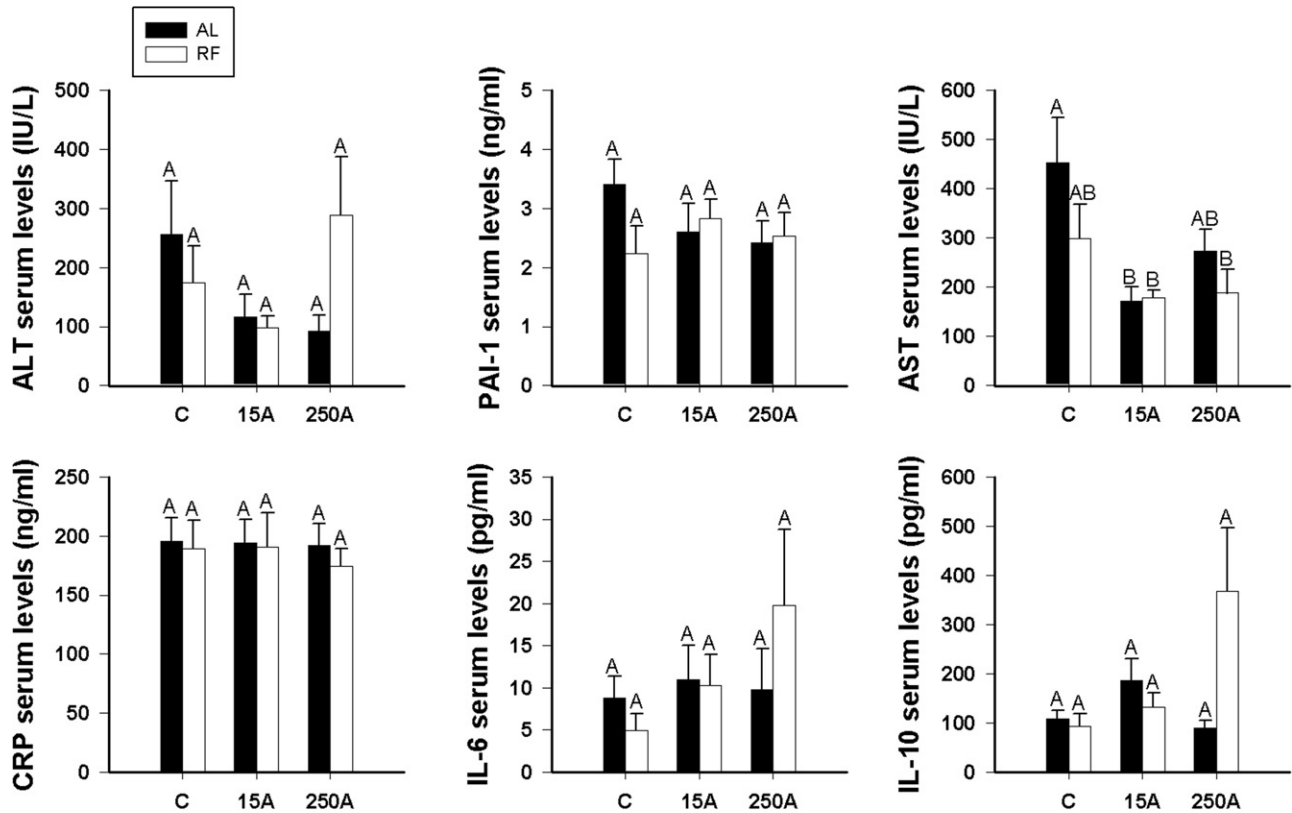 AL
RF
ALT serum levels (IU/L)
500
400
300
200
100
0
A
A
A
A
A
A
C
15A
250A
PAI-1 serum levels (ng/ml)
5
4
3
2
1
0
A
A
A
A
A
A
C
15A
250A
AST serum levels (IU/L)
600
500
400
300
200
100
0
A
AB
B
B
AB
B
C
15A
250A
CRP serum levels (ng/ml)
250
200
150
100
50
0
A
A
A
A
A
A
C
15A
250A
IL-6 serum levels (pg/ml)
35
30
25
20
15
10
5
0
A
A
A
A
A
A
C
15A
250A
IL-10 serum levels (pg/ml)
600
500
400
300
200
100
0
A
A
A
A
A
A
C
15A
250A